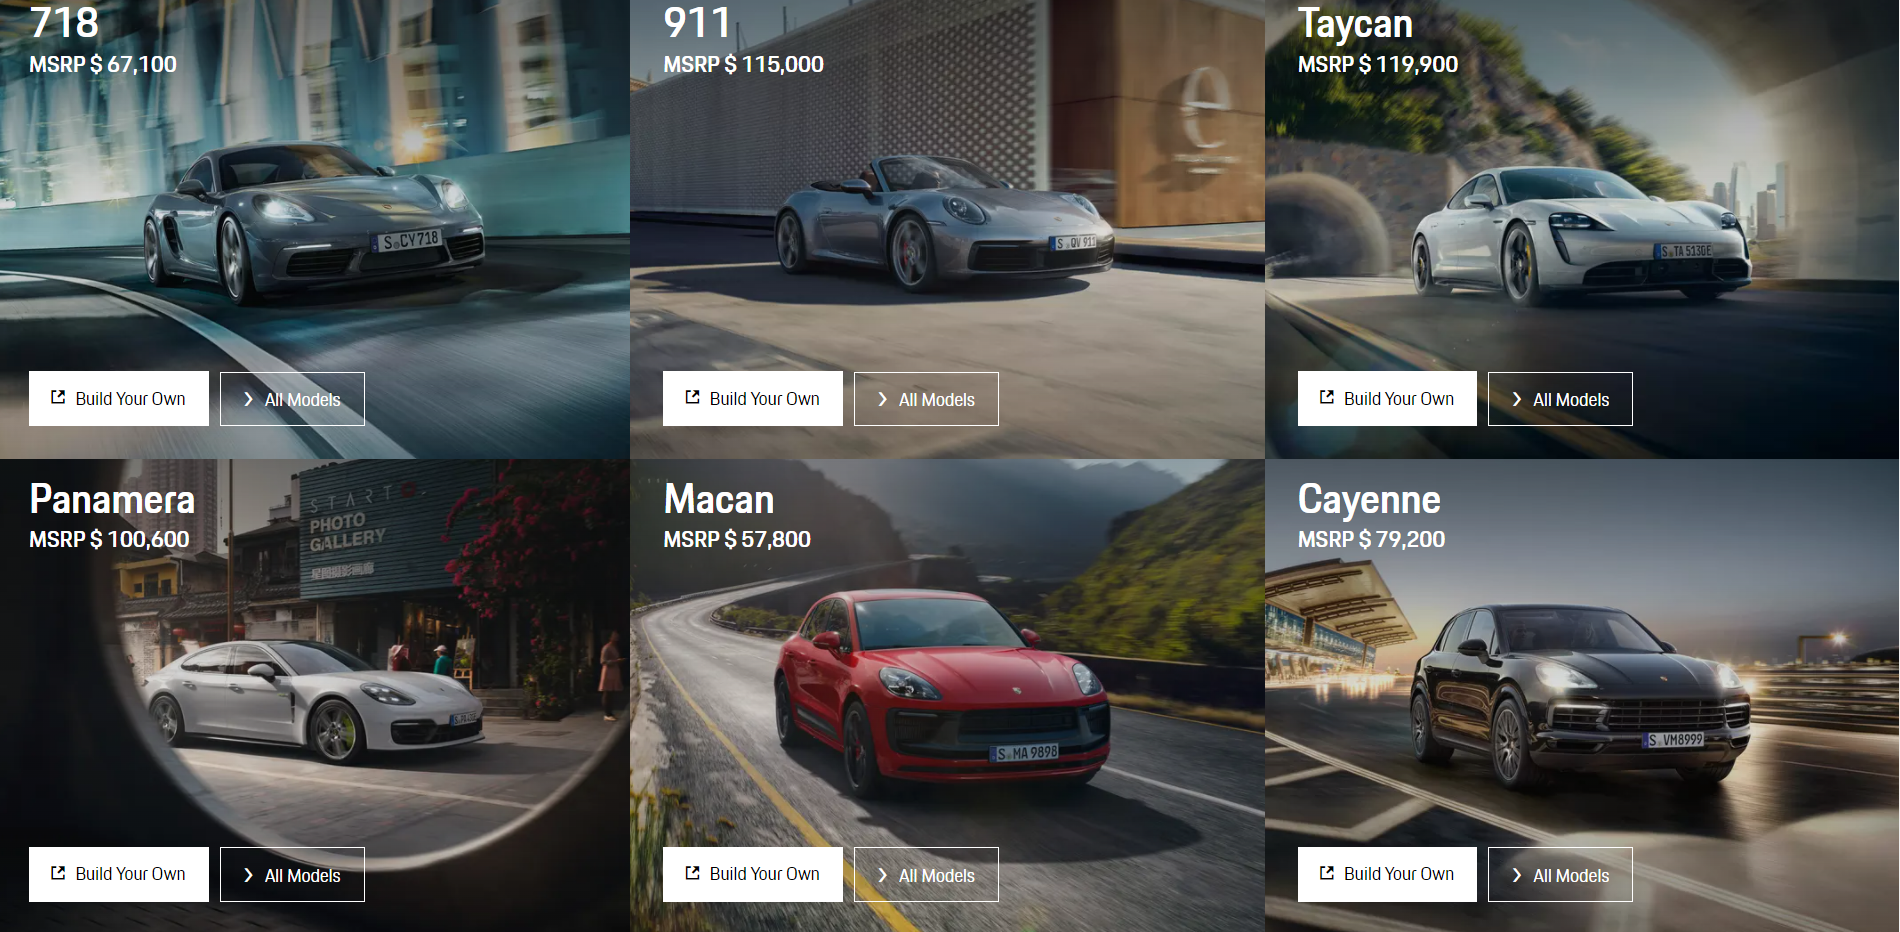 718
MSRP $ 67,100
Build Your Own
All Models
911
MSRP $ 115,000
e
S QV 911
Build Your Own
All Models
Taycan
MSRP $ 119,900
S TA 5130E
Build Your Own
All Models
S CY718
Panamera
MSRP $ 100,600
START
PHOTO
GALLERY
Build Your Own
All Models
Macan
MSRP $ 57,800
S MA 9898
Build Your Own
All Models
Cayenne
MSRP $ 79,200
S VM8999
Build Your Own
All Models